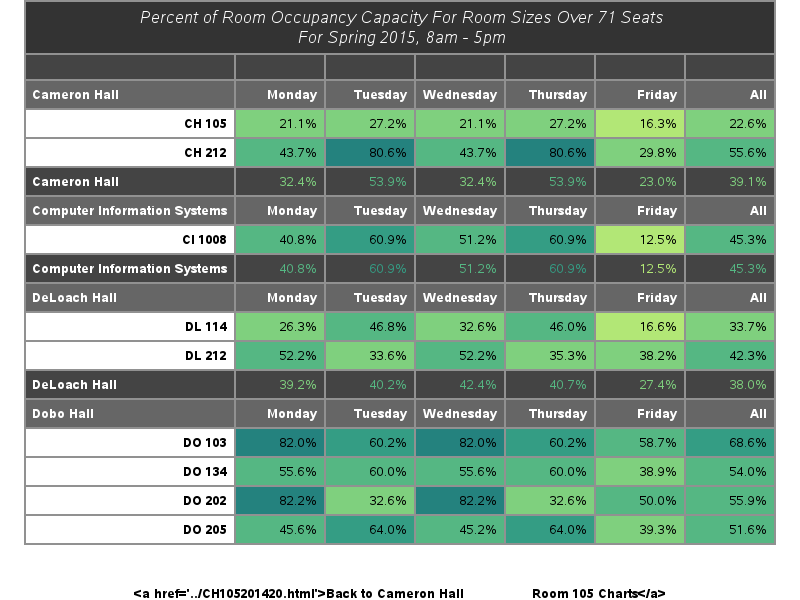 Percent of Room Occupancy Capacity For Room Sizes Over 71 Seats
For Spring 2015, 8am - 5pm
Cameron Hall Monday Tuesday Wednesday Thursday Friday All
CH 105 21.1% 27.2% 21.1% 27.2% 16.3% 22.6%
CH 212 43.7% 80.6% 43.7% 80.6% 29.8% 55.6%
Cameron Hall 32.4% 53.9% 32.4% 53.9% 23.0% 39.1%
Computer Information Systems Monday Tuesday Wednesday Thursday Friday All
CI 1008 40.8% 60.9% 51.2% 60.9% 12.5% 45.3%
Computer Information Systems 40.8% 60.9% 51.2% 60.9% 12.5% 45.3%
DeLoach Hall Monday Tuesday Wednesday Thursday Friday All
DL 114 26.3% 46.8% 32.6% 46.0% 16.6% 33.7%
DL 212 52.2% 33.6% 52.2% 35.3% 38.2% 42.3%
DeLoach Hall 39.2% 40.2% 42.4% 40.7% 27.4% 38.0%
Dobo Hall Monday Tuesday Wednesday Thursday Friday All
DO 103 82.0% 60.2% 82.0% 60.2% 58.7% 68.6%
DO 134 55.6% 60.0% 55.6% 60.0% 38.9% 54.0%
DO 202 82.2% 32.6% 82.2% 32.6% 50.0% 55.9%
DO 205 45.6% 64.0% 45.2% 64.0% 39.3% 51.6%
<a href='../CH105201420.html'>Back to Cameron Hall Room 105 Charts</a>